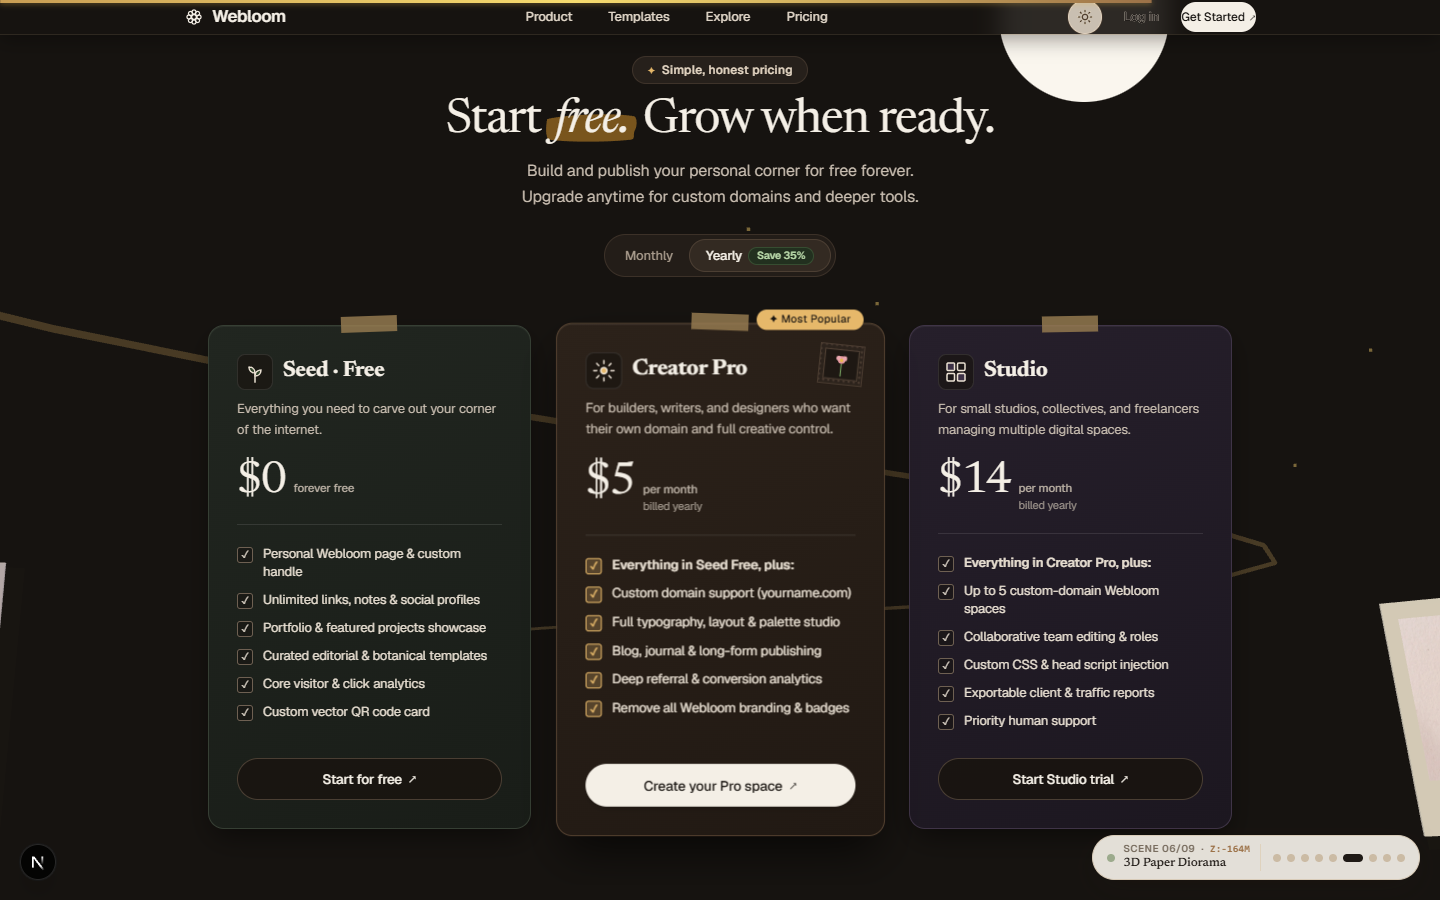 Webloom
Product
Templates
Explore
Pricing
Log in
Get Started ↗
✦ Simple, honest pricing
Start free. Grow when ready.
Build and publish your personal corner for free forever.
Upgrade anytime for custom domains and deeper tools.
Monthly
Yearly
Save 35%
Seed · Free
Everything you need to carve out your corner
of the internet.
$0 forever free
Personal Webloom page & custom
handle
Unlimited links, notes & social profiles
Portfolio & featured projects showcase
Curated editorial & botanical templates
Core visitor & click analytics
Custom vector QR code card
Start for free ↗
✦ Most Popular
Creator Pro
For builders, writers, and designers who want
their own domain and full creative control.
$5 per month
billed yearly
Everything in Seed Free, plus:
Custom domain support (yourname.com)
Full typography, layout & palette studio
Blog, journal & long-form publishing
Deep referral & conversion analytics
Remove all Webloom branding & badges
Create your Pro space ↗
Studio
For small studios, collectives, and freelancers
managing multiple digital spaces.
$14 per month
billed yearly
Everything in Creator Pro, plus:
Up to 5 custom-domain Webloom
spaces
Collaborative team editing & roles
Custom CSS & head script injection
Exportable client & traffic reports
Priority human support
Start Studio trial ↗
N
SCENE 06/09 · Z:-164M
3D Paper Diorama